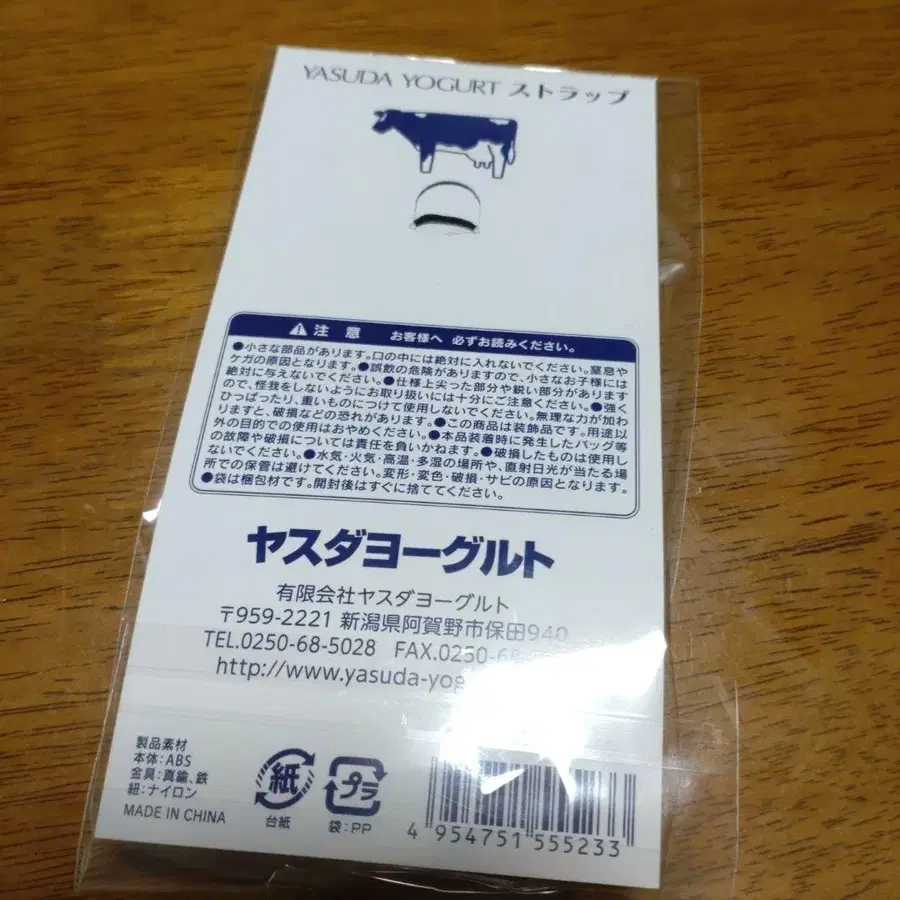 YASUDA YOGURT ストラップ
注 意 お客様へ 必ずお読みください。
●小さな部品があります。口の中には絶対に入れないでください。窒息や
ケガの原因となります。●誤飲の危険がありますので、小さなお子様には
絶対に与えないでください。●仕様上尖った部分や鋭い部分があります
ので、怪我をしないようにお取り扱いには十分にご注意ください。●強く
ひっぱったり、重いものにつけて使用しないでください。無理な力が加わ
りますと、破損などの恐れがあります。●この商品は装飾品です。用途以
外の目的での使用はおやめください。●本品装着時に発生したバッグ等
の故障や破損については責任を負いかねます。●破損したものは使用し
ないでください。●水気・火気・高温・多湿の場所や、直射日光が当たる場
所での保管は避けてください。変形・変色・破損・サビの原因となります。
●袋は梱包材です。開封後はすぐに捨ててください。
ヤスダヨーグルト
有限会社ヤスダヨーグルト
〒959-2221 新潟県阿賀野市保田940
TEL.0250-68-5028 FAX.0250-68
http://www.yasuda-yog
製品素材
本体:ABS
金具:真鍮、鉄
紐:ナイロン
MADE IN CHINA
紙
台紙
プラ
袋:PP
4 954751 555233